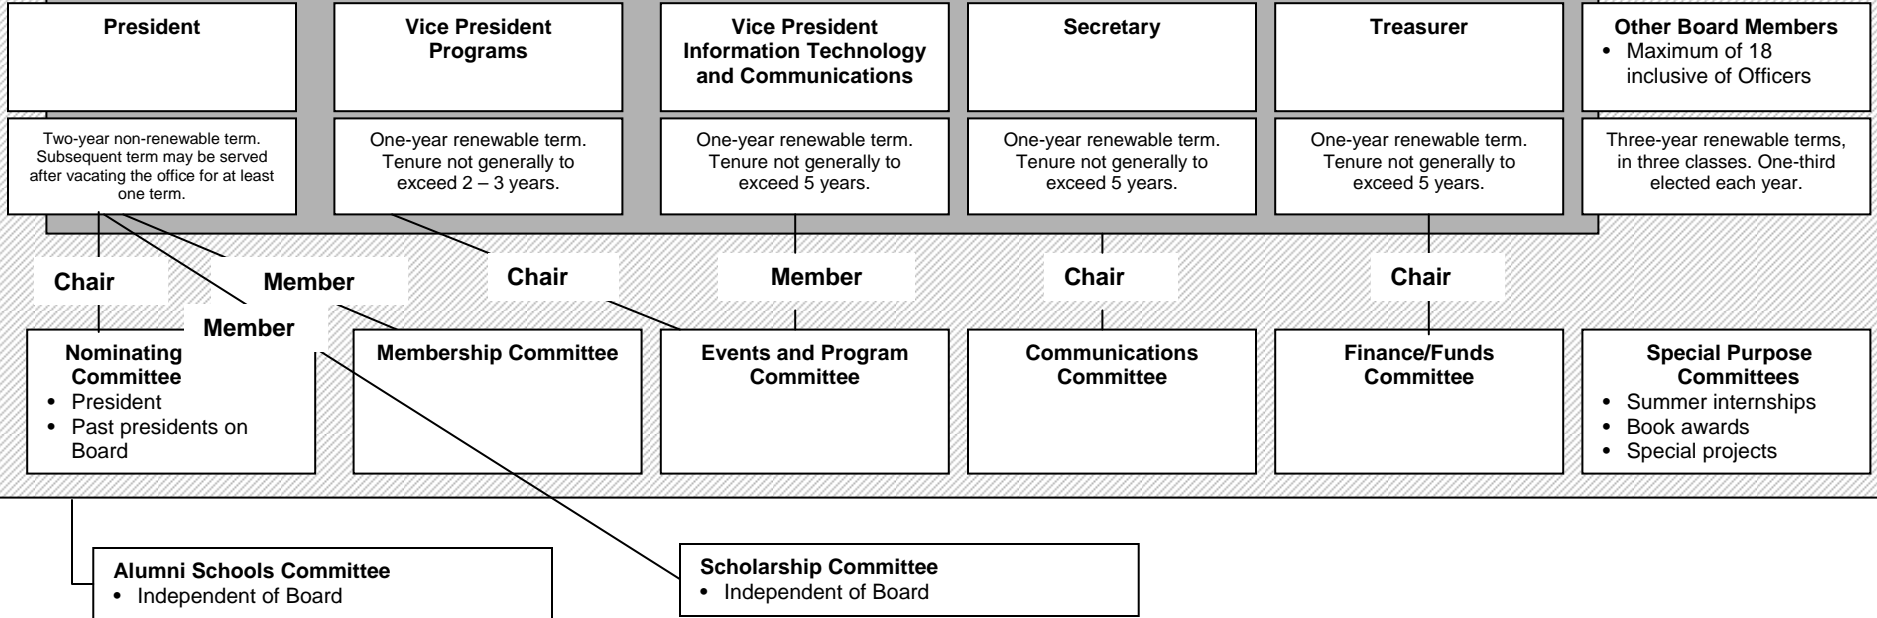 President
Vice President
Programs
Vice President
Information Technology
and Communications
Secretary
Treasurer
Other Board Members
• Maximum of 18
inclusive of Officers
Two-year non-renewable term.
Subsequent term may be served
after vacating the office for at least
one term.
One-year renewable term.
Tenure not generally to
exceed 2 – 3 years.
One-year renewable term.
Tenure not generally to
exceed 5 years.
One-year renewable term.
Tenure not generally to
exceed 5 years.
One-year renewable term.
Tenure not generally to
exceed 5 years.
Three-year renewable terms,
in three classes. One-third
elected each year.
Chair
Member
Chair
Member
Chair
Chair
Member
Nominating
Committee
• President
• Past presidents on
Board
Membership Committee
Events and Program
Committee
Communications
Committee
Finance/Funds
Committee
Special Purpose
Committees
• Summer internships
• Book awards
• Special projects
Alumni Schools Committee
• Independent of Board
Scholarship Committee
• Independent of Board